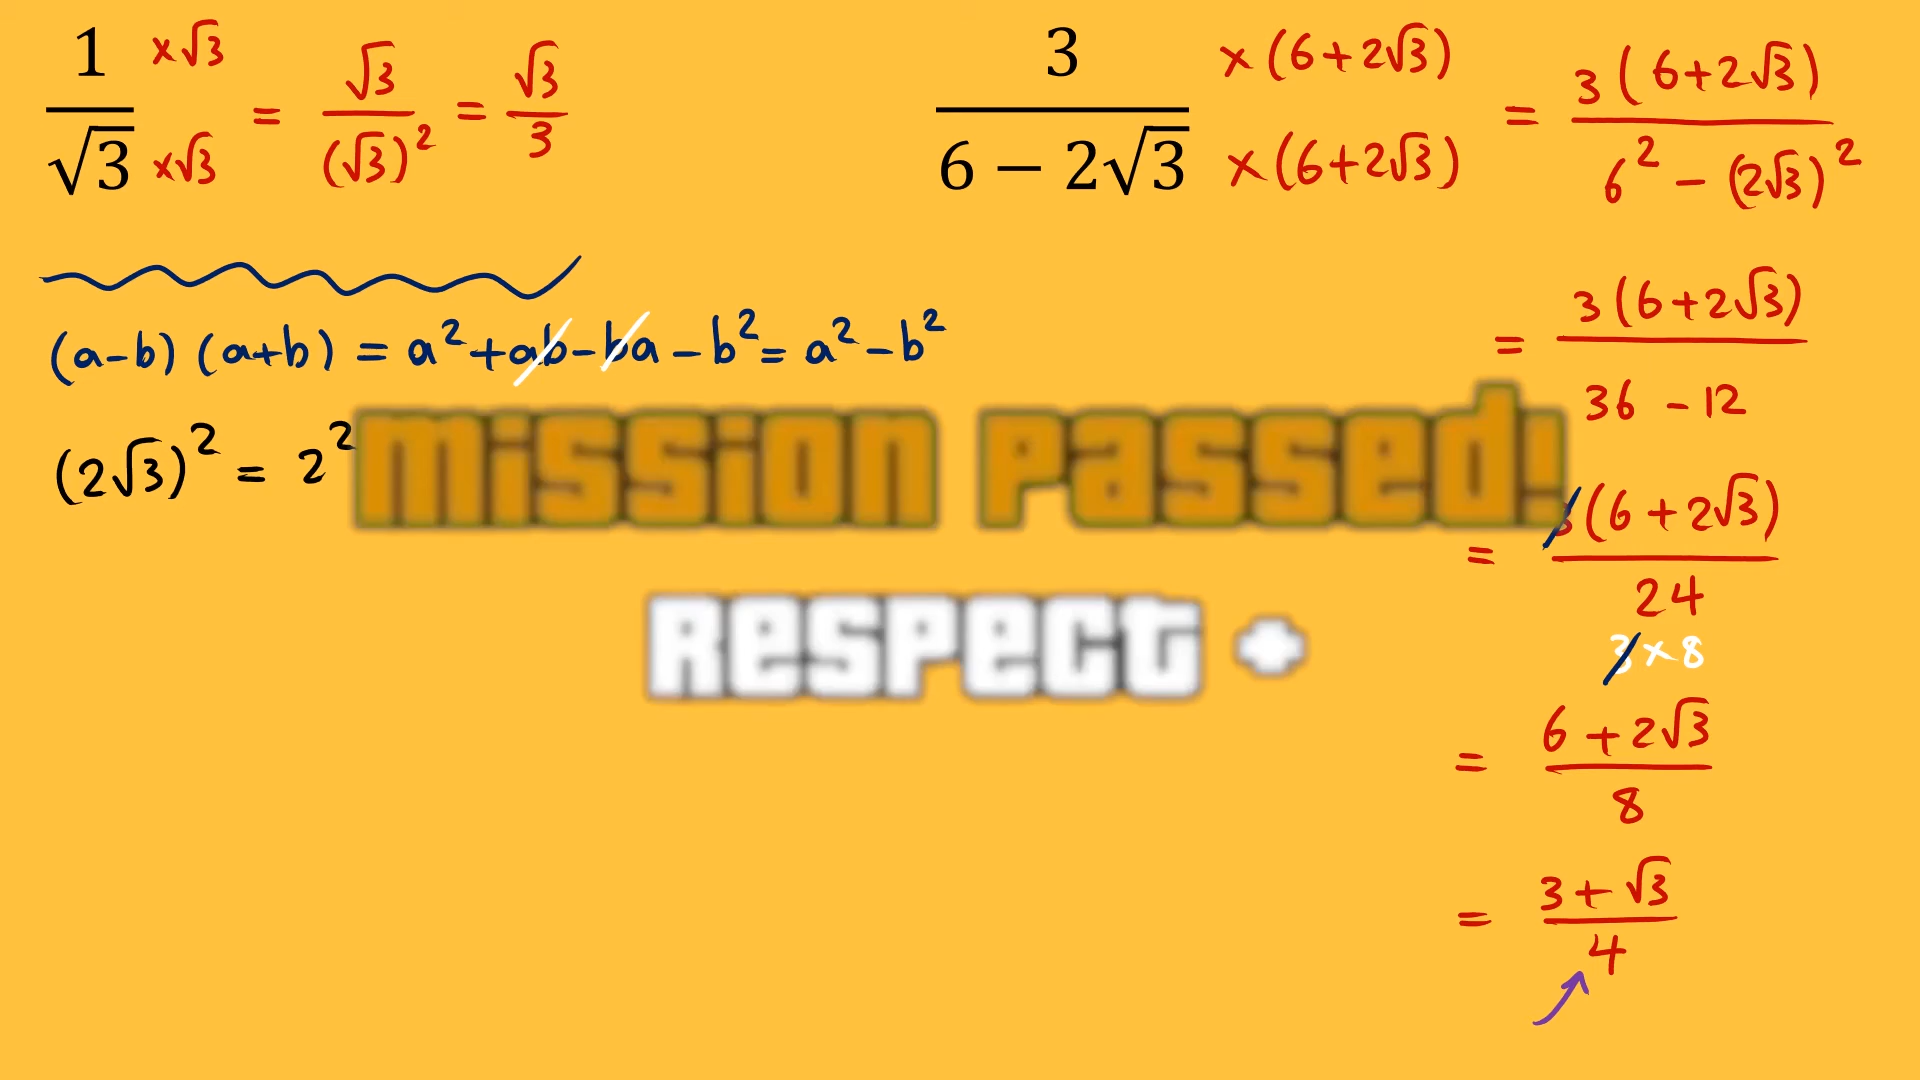 1/√3 ×√3 ×√3 = √3/(√3)² = √3/3
3/(6 − 2√3) ×(6+2√3) ×(6+2√3) = 3(6+2√3)/(6² − (2√3)²)
(a−b)(a+b) = a²+ab−ba−b² = a²−b²
= 3(6+2√3)/(36 − 12)
(2√3)² = 2²
MISSION PASSED!
= 3(6+2√3)/24
3×8
RESPECT +
= (6+2√3)/8
= (3+√3)/4